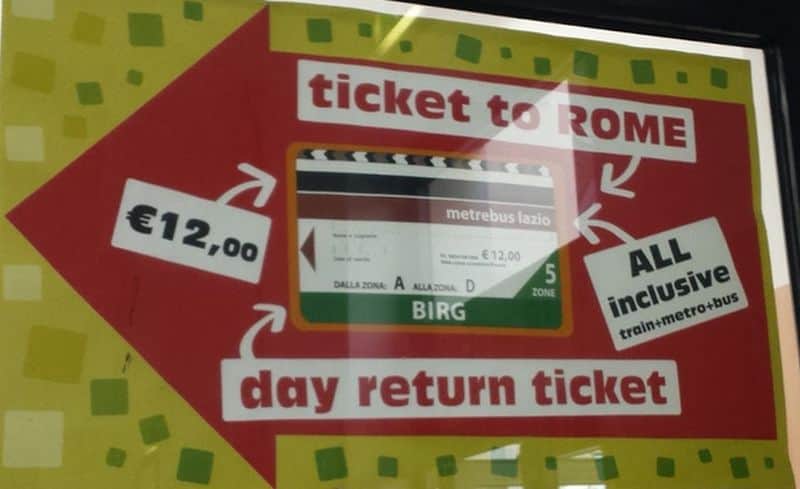 ticket to ROME
€12,00
metrebus lazio
€ 12,00
DALLA ZONA: A ALLA ZONA: D
5
ZONE
BIRG
ALL
inclusive
train+metro+bus
day return ticket